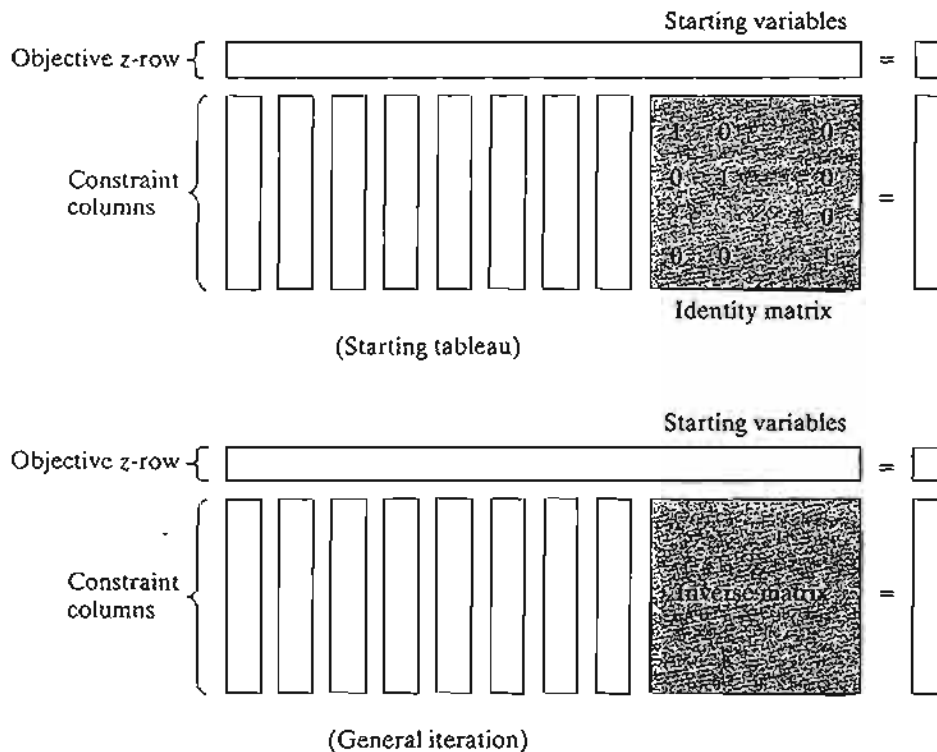 Starting variables
Objective z-row
=
Constraint
columns
1 0 0
0 1 0
0
0 0 1
=
Identity matrix
(Starting tableau)
Starting variables
Objective z-row
=
Constraint
columns
Inverse matrix
=
(General iteration)